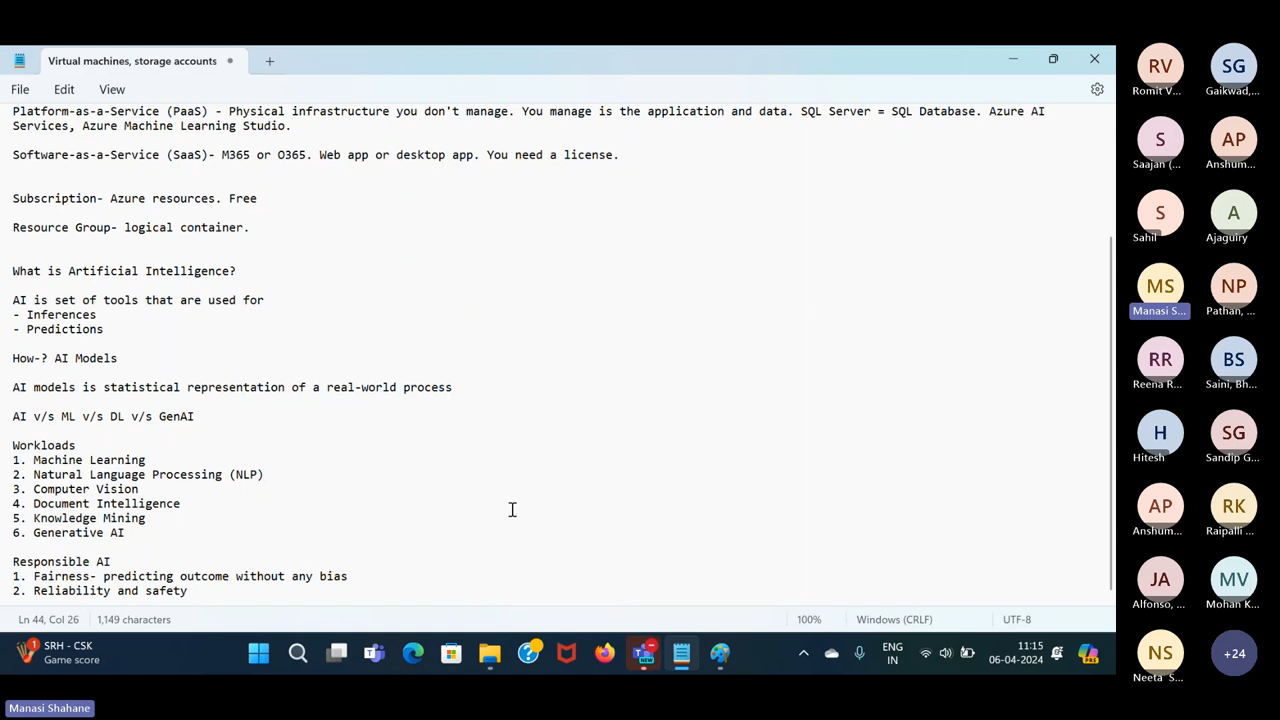 Virtual machines, storage accounts
File Edit View
Platform-as-a-Service (PaaS) - Physical infrastructure you don't manage. You manage is the application and data. SQL Server = SQL Database. Azure AI
Services, Azure Machine Learning Studio.
Software-as-a-Service (SaaS)- M365 or O365. Web app or desktop app. You need a license.
Subscription- Azure resources. Free
Resource Group- logical container.
What is Artificial Intelligence?
AI is set of tools that are used for
- Inferences
- Predictions
How-? AI Models
AI models is statistical representation of a real-world process
AI v/s ML v/s DL v/s GenAI
Workloads
1. Machine Learning
2. Natural Language Processing (NLP)
3. Computer Vision
4. Document Intelligence
5. Knowledge Mining
6. Generative AI
Responsible AI
1. Fairness- predicting outcome without any bias
2. Reliability and safety
Ln 44, Col 26 1,149 characters 100% Windows (CRLF) UTF-8
1 SRH - CSK
Game score
NEW
ENG
IN
11:15
06-04-2024
PRE
Manasi Shahane
RV SG
Romit V... Gaikwad,...
S AP
Saajan (... Anshum...
S A
Sahil Ajaguiry
MS NP
Manasi S... Pathan, ...
RR BS
Reena R... Saini, Bh...
H SG
Hitesh Sandip G...
AP RK
Anshum... Raipalli ...
JA MV
Alfonso, ... Mohan K...
NS +24
Neeta S...